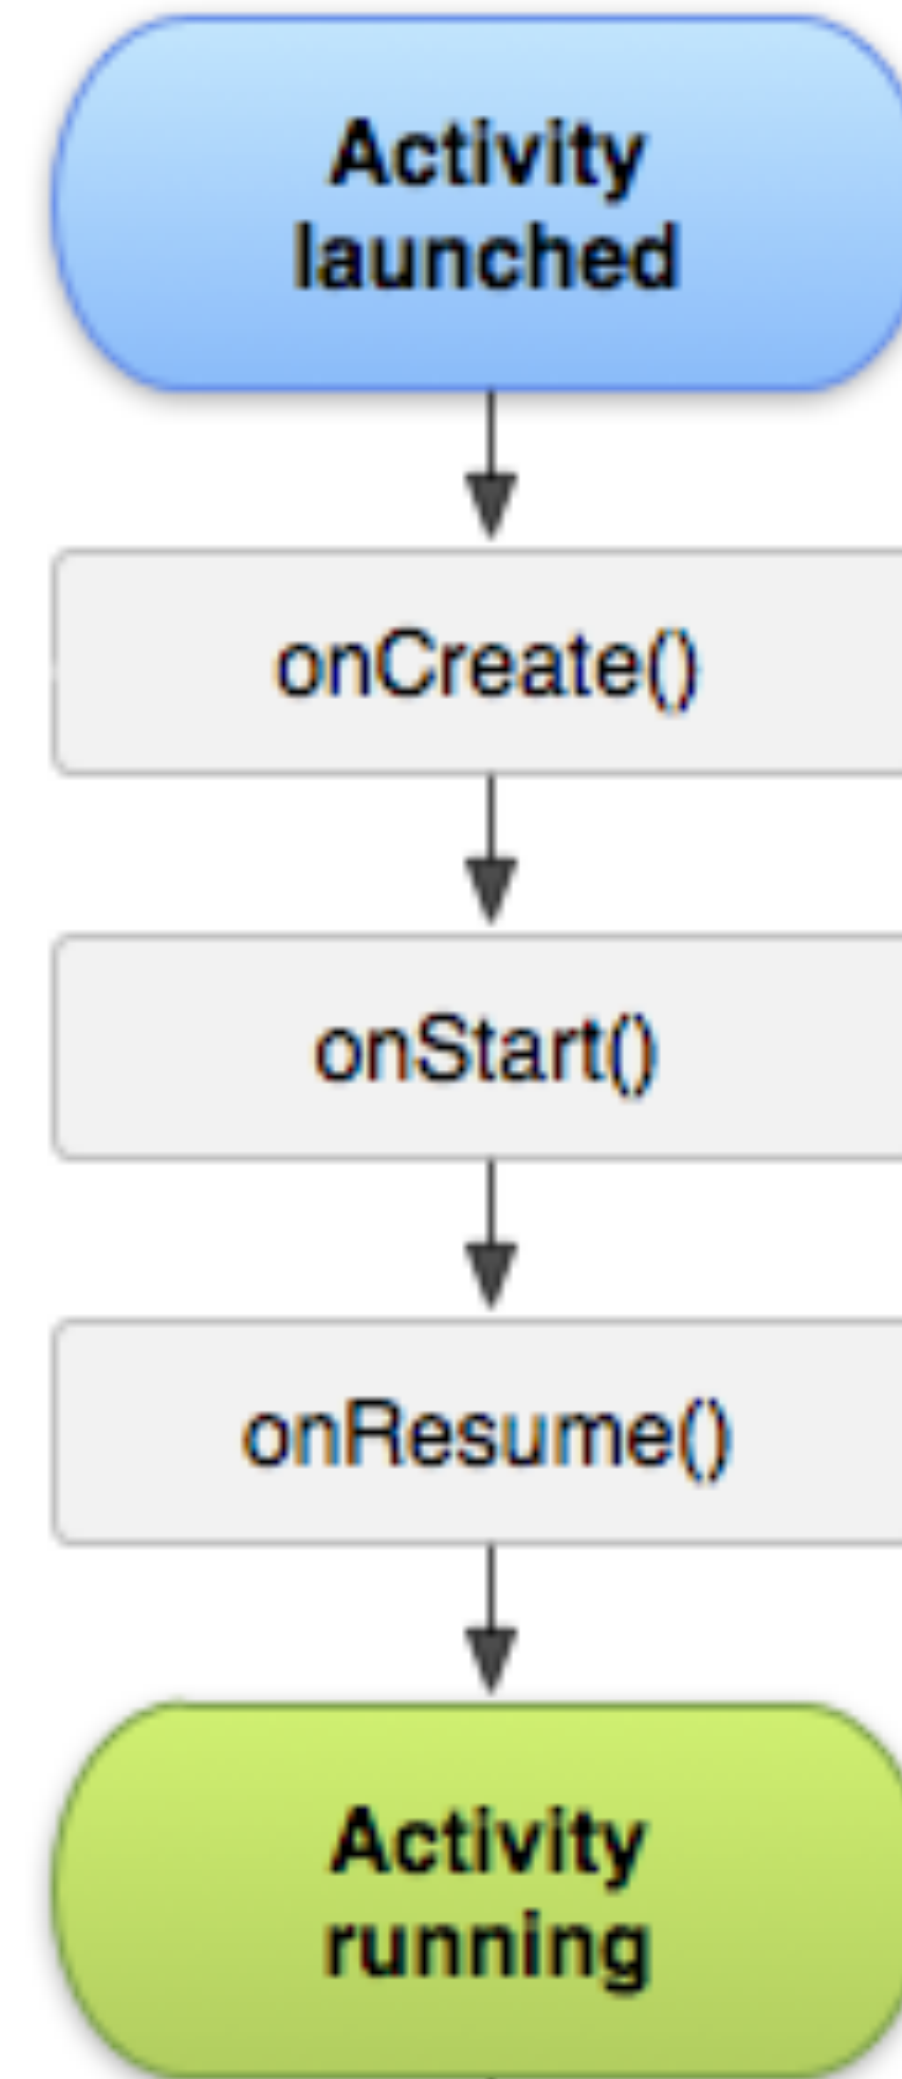 Activity
launched
onCreate()
onStart()
onResume()
Activity
running